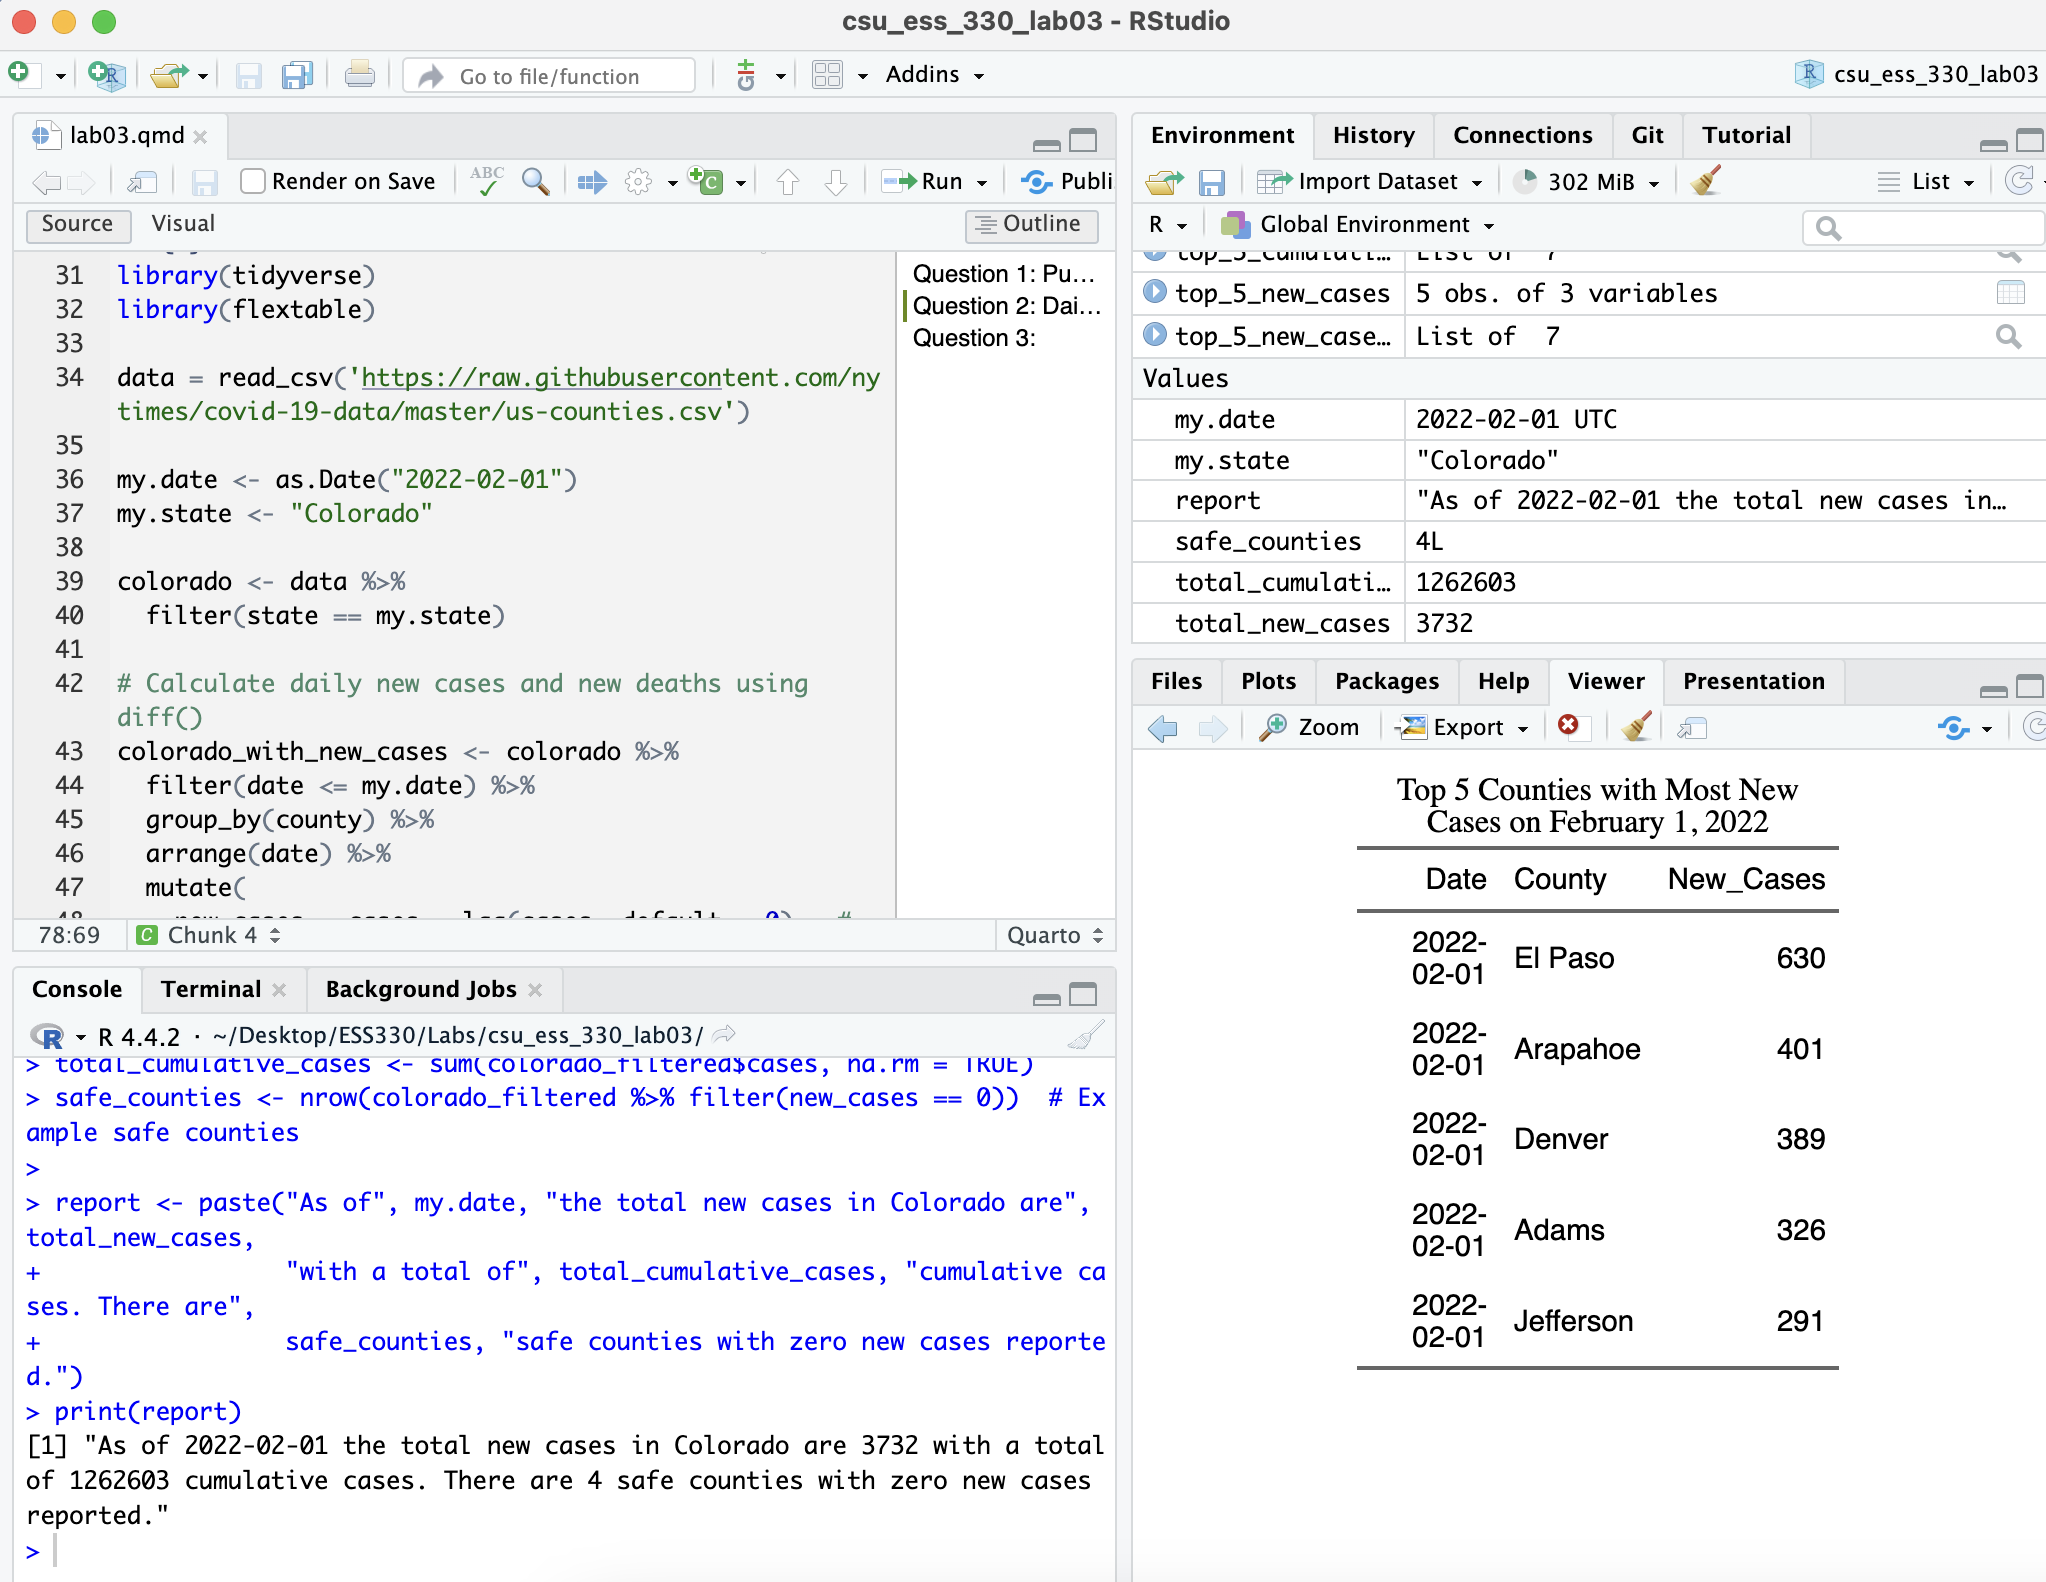 csu_ess_330_lab03 - RStudio
Go to file/function
Addins
csu_ess_330_lab03
lab03.qmd
Render on Save
ABC
Run
Publi
Source
Visual
Outline
31 library(tidyverse)
32 library(flextable)
33
34 data = read_csv('https://raw.githubusercontent.com/ny
times/covid-19-data/master/us-counties.csv')
35
36 my.date <- as.Date("2022-02-01")
37 my.state <- "Colorado"
38
39 colorado <- data %>%
40 filter(state == my.state)
41
42 # Calculate daily new cases and new deaths using
diff()
43 colorado_with_new_cases <- colorado %>%
44 filter(date <= my.date) %>%
45 group_by(county) %>%
46 arrange(date) %>%
47 mutate(
Question 1: Pu...
Question 2: Dai...
Question 3:
78:69
C Chunk 4
Quarto
Console
Terminal
Background Jobs
R 4.4.2 · ~/Desktop/ESS330/Labs/csu_ess_330_lab03/
> total_cumulative_cases <- sum(colorado_filtered$cases, na.rm = TRUE)
> safe_counties <- nrow(colorado_filtered %>% filter(new_cases == 0)) # Ex
ample safe counties
>
> report <- paste("As of", my.date, "the total new cases in Colorado are",
total_new_cases,
+ "with a total of", total_cumulative_cases, "cumulative ca
ses. There are",
+ safe_counties, "safe counties with zero new cases reporte
d.")
> print(report)
[1] "As of 2022-02-01 the total new cases in Colorado are 3732 with a total
of 1262603 cumulative cases. There are 4 safe counties with zero new cases
reported."
>
Environment
History
Connections
Git
Tutorial
Import Dataset
302 MiB
List
R
Global Environment
top_5_cumulati... List of 7
top_5_new_cases 5 obs. of 3 variables
top_5_new_case... List of 7
Values
my.date 2022-02-01 UTC
my.state "Colorado"
report "As of 2022-02-01 the total new cases in...
safe_counties 4L
total_cumulati... 1262603
total_new_cases 3732
Files
Plots
Packages
Help
Viewer
Presentation
Zoom
Export
Top 5 Counties with Most New
Cases on February 1, 2022
Date County New_Cases
2022-
02-01 El Paso 630
2022-
02-01 Arapahoe 401
2022-
02-01 Denver 389
2022-
02-01 Adams 326
2022-
02-01 Jefferson 291